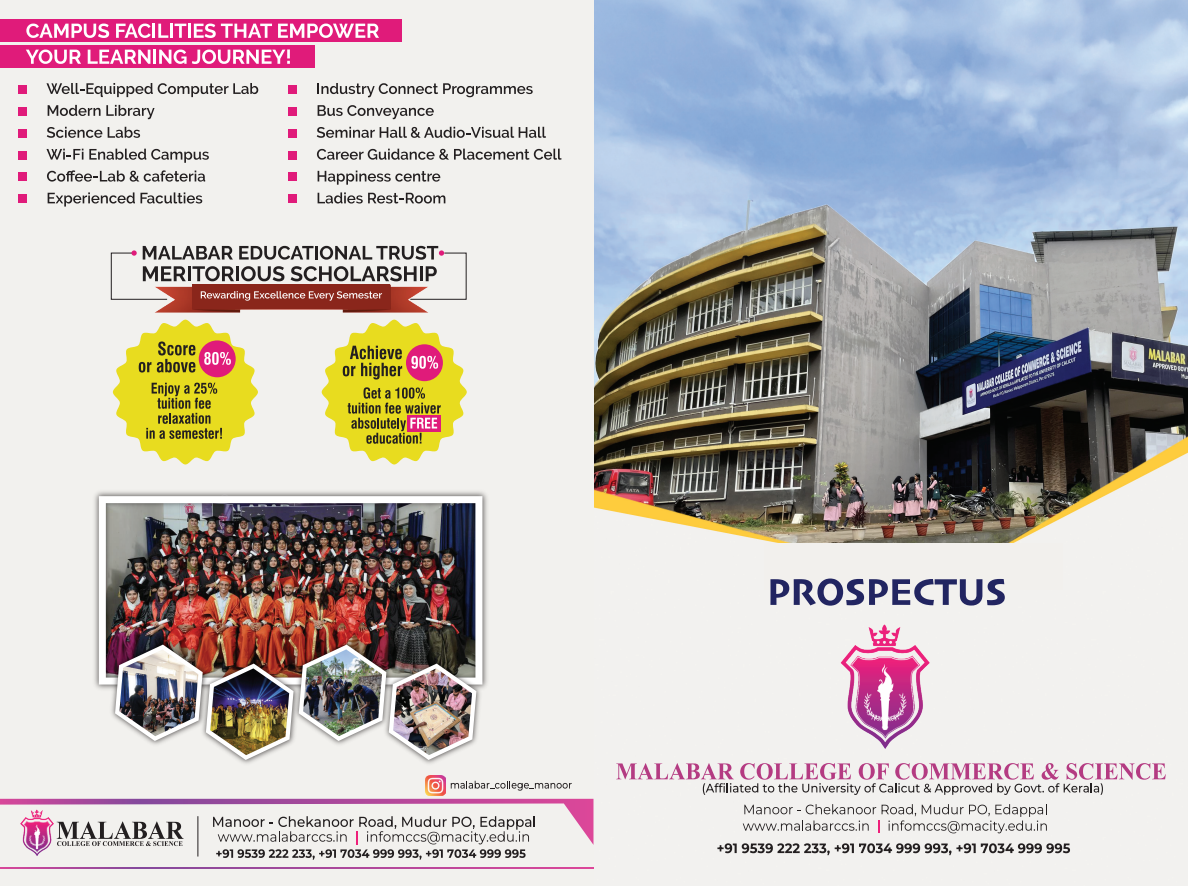 CAMPUS FACILITIES THAT EMPOWER
YOUR LEARNING JOURNEY!
Well-Equipped Computer Lab
Modern Library
Science Labs
Wi-Fi Enabled Campus
Coffee-Lab & cafeteria
Experienced Faculties
Industry Connect Programmes
Bus Conveyance
Seminar Hall & Audio-Visual Hall
Career Guidance & Placement Cell
Happiness centre
Ladies Rest-Room
MALABAR EDUCATIONAL TRUST
MERITORIOUS SCHOLARSHIP
Rewarding Excellence Every Semester
Score
or above 80%
Enjoy a 25%
tuition fee
relaxation
in a semester!
Achieve
or higher 90%
Get a 100%
tuition fee waiver
absolutely FREE
education!
MALABAR
malabar_college_manoor
MALABAR
COLLEGE OF COMMERCE & SCIENCE
Manoor - Chekanoor Road, Mudur PO, Edappal
www.malabarccs.in | infomccs@macity.edu.in
+91 9539 222 233, +91 7034 999 993, +91 7034 999 995
MALABAR COLLEGE OF COMMERCE & SCIENCE
MALABAR
APPROVED GOVT
TATA
PROSPECTUS
MALABAR COLLEGE OF COMMERCE & SCIENCE
(Affiliated to the University of Calicut & Approved by Govt. of Kerala)
Manoor - Chekanoor Road, Mudur PO, Edappal
www.malabarccs.in | infomccs@macity.edu.in
+91 9539 222 233, +91 7034 999 993, +91 7034 999 995